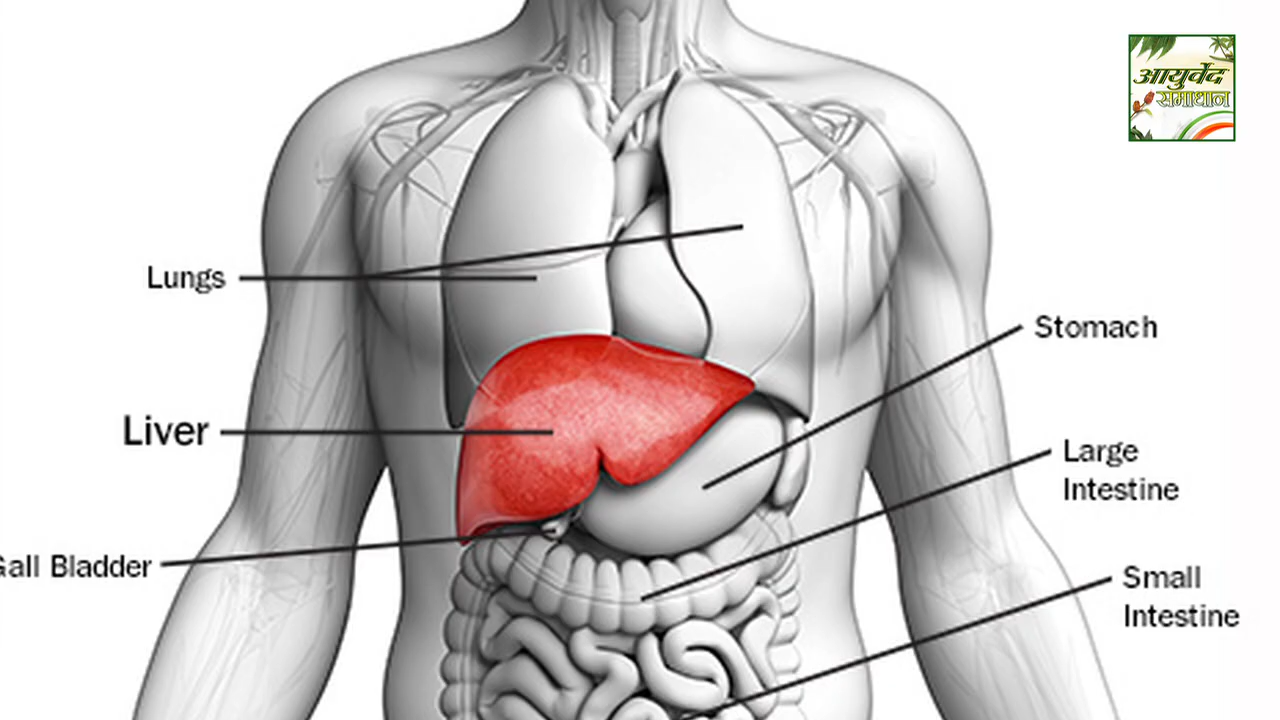 आयुर्वेद
समाधान
Lungs
Stomach
Liver
Large
Intestine
Gall Bladder
Small
Intestine